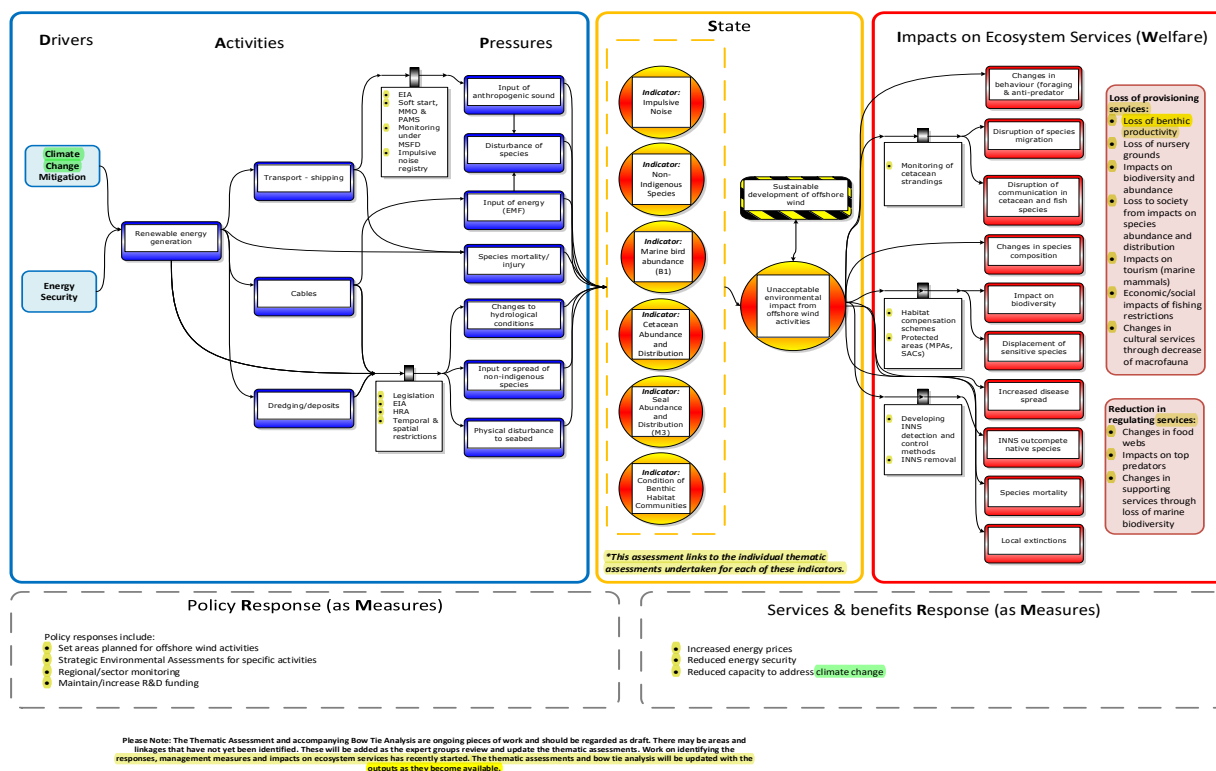 Drivers
Activities
Pressures
State
Impacts on Ecosystem Services (Welfare)
Climate
Change
Mitigation
Energy
Security
Renewable energy
generation
Transport - shipping
Cables
Dredging/deposits
EIA
Soft start,
MMO &
PAMS
Monitoring
under
MSFD
Impulsive
noise
registry
Legislation
EIA
HRA
Temporal &
spatial
restrictions
Input of
anthropogenic sound
Disturbance of
species
Input of energy
(EMF)
Species mortality/
injury
Changes to
hydrological
conditions
Input or spread of
non-indigenous
species
Physical disturbance
to seabed
Indicator:
Impulsive
Noise
Indicator:
Non-
Indigenous
Species
Indicator:
Marine bird
abundance
(B1)
Indicator:
Cetacean
Abundance
and
Distribution
Indicator:
Seal
Abundance
and
Distribution
(M3)
Indicator:
Condition of
Benthic
Habitat
Communities
*This assessment links to the individual thematic
assessments undertaken for each of these indicators.
Sustainable
development of offshore
wind
Unacceptable
environmental
impact from
offshore wind
activities
Monitoring of
cetacean
strandings
Habitat
compensation
schemes
Protected
areas (MPAs,
SACs)
Developing
INNS
detection and
control
methods
INNS removal
Changes in
behaviour (foraging
& anti-predator
Disruption of species
migration
Disruption of
communication in
cetacean and fish
species
Changes in species
composition
Impact on
biodiversity
Displacement of
sensitive species
Increased disease
spread
INNS outcompete
native species
Species mortality
Local extinctions
Loss of provisioning
services:
Loss of benthic
productivity
Loss of nursery
grounds
Impacts on
biodiversity and
abundance
Loss to society
from impacts on
species
abundance and
distribution
Impacts on
tourism (marine
mammals)
Economic/social
impacts of fishing
restrictions
Changes in
cultural services
through decrease
of macrofauna
Reduction in
regulating services:
Changes in food
webs
Impacts on top
predators
Changes in
supporting
services through
loss of marine
biodiversity
Policy Response (as Measures)
Policy responses include:
Set areas planned for offshore wind activities
Strategic Environmental Assessments for specific activities
Regional/sector monitoring
Maintain/increase R&D funding
Services & benefits Response (as Measures)
Increased energy prices
Reduced energy security
Reduced capacity to address climate change
Please Note: The Thematic Assessment and accompanying Bow Tie Analysis are ongoing pieces of work and should be regarded as draft. There may be areas and
linkages that have not yet been identified. These will be added as the expert groups review and update the thematic assessments. Work on identifying the
responses, management measures and impacts on ecosystem services has recently started. The thematic assessments and bow tie analysis will be updated with the
outputs as they become available.